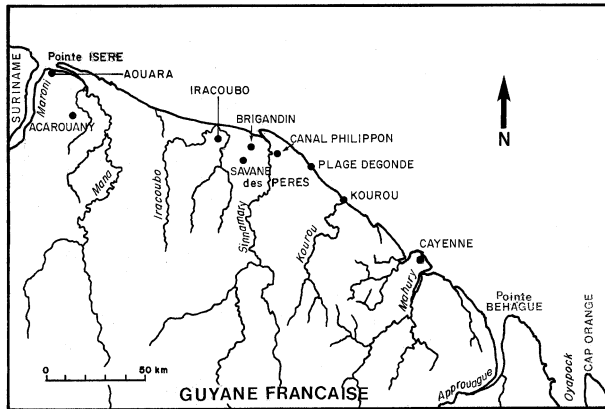 Pointe ISERE
AOUARA
SURINAME
Maroni
ACAROUANY
Mana
IRACOUBO
Iracoubo
BRIGANDIN
SAVANE
des PERES
CANAL PHILIPPON
PLAGE DEGONDE
Sinnamary
KOUROU
Kourou
N
CAYENNE
Mahury
Pointe
BEHAGUE
CAP ORANGE
Oyapock
Approuague
0 50 km
GUYANE FRANCAISE